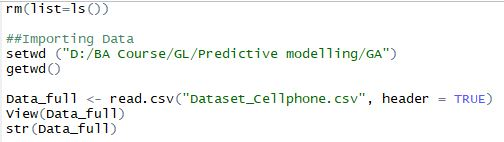 rm(list=ls())
##Importing Data
setwd ("D:/BA Course/GL/Predictive modelling/GA")
getwd()
Data_full <- read.csv("Dataset_Cellphone.csv", header = TRUE)
View(Data_full)
str(Data_full)